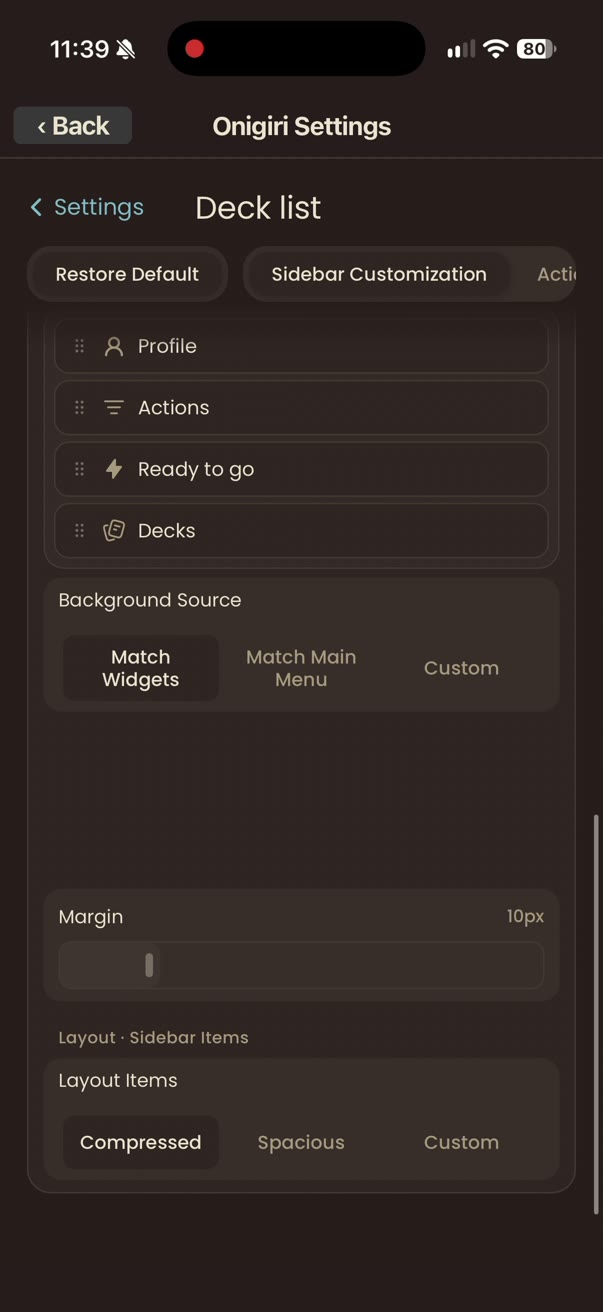 11:39
80
‹ Back
Onigiri Settings
Settings
Deck list
Restore Default
Sidebar Customization
Profile
Actions
Ready to go
Decks
Background Source
Match
Widgets
Match Main
Menu
Custom
Margin
10px
Layout · Sidebar Items
Layout Items
Compressed
Spacious
Custom